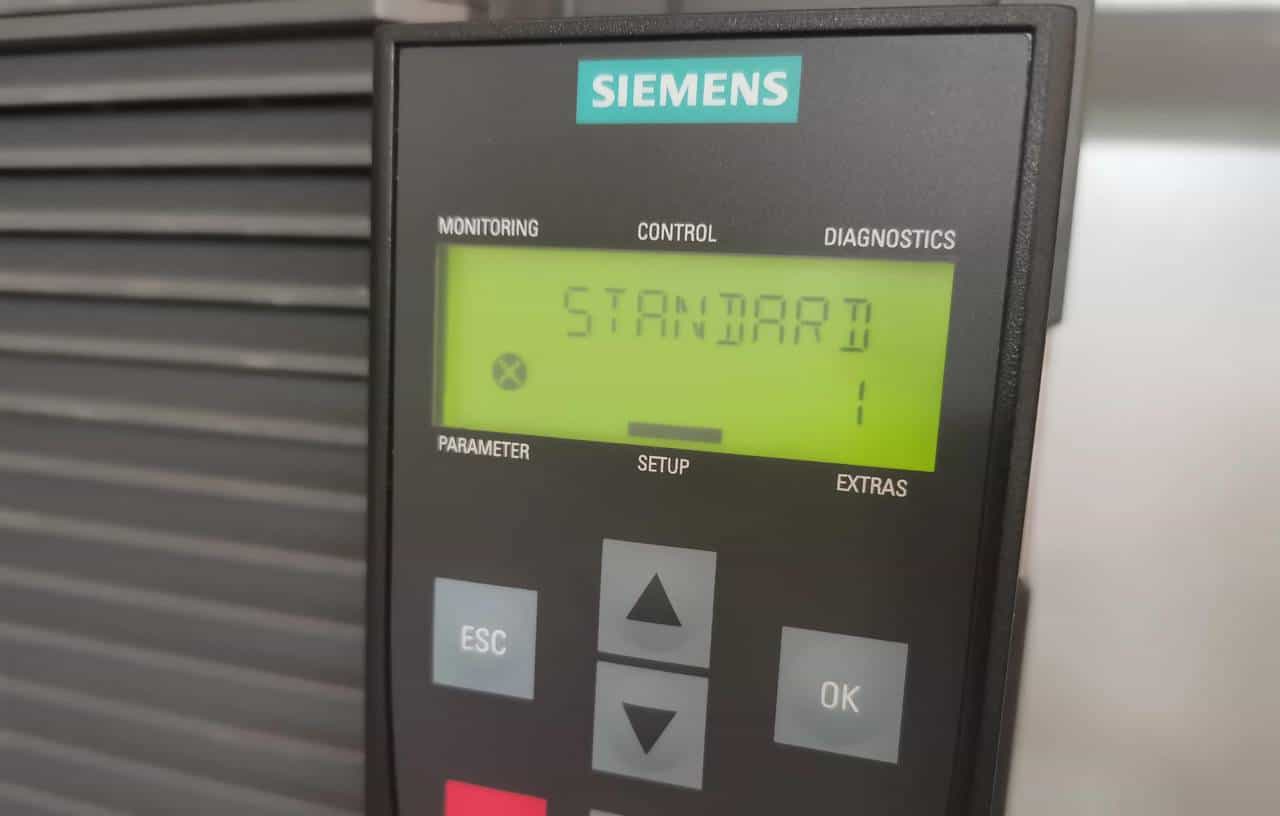 SIEMENS
MONITORING CONTROL DIAGNOSTICS
STANDARD
1
PARAMETER SETUP EXTRAS
ESC
OK